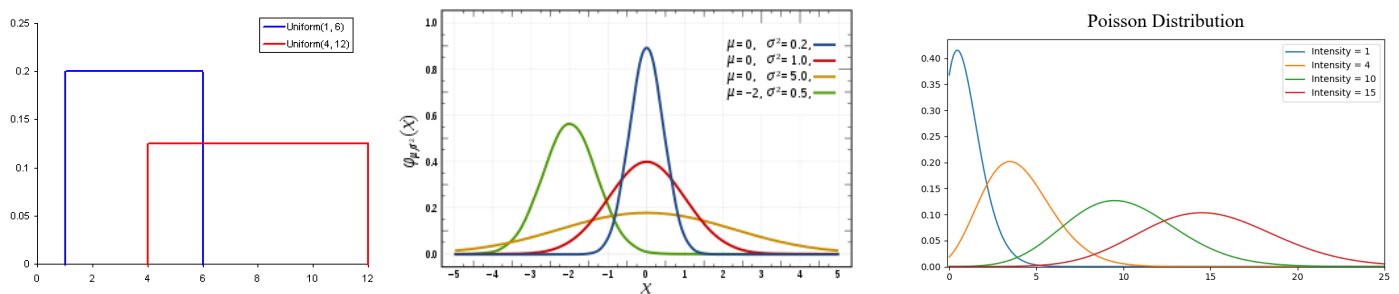 0.25
0.2
0.15
0.1
0.05
0
0 2 4 6 8 10 12
Uniform(1, 6)
Uniform(4, 12)
1.0
0.8
0.6
0.4
0.2
0.0
-5 -4 -3 -2 -1 0 1 2 3 4 5
φμ,σ²(x)
x
μ=0, σ²=0.2,
μ=0, σ²=1.0,
μ=0, σ²=5.0,
μ=-2, σ²=0.5,
Poisson Distribution
0.40
0.35
0.30
0.25
0.20
0.15
0.10
0.05
0.00
0 5 10 15 20 25
Intensity = 1
Intensity = 4
Intensity = 10
Intensity = 15